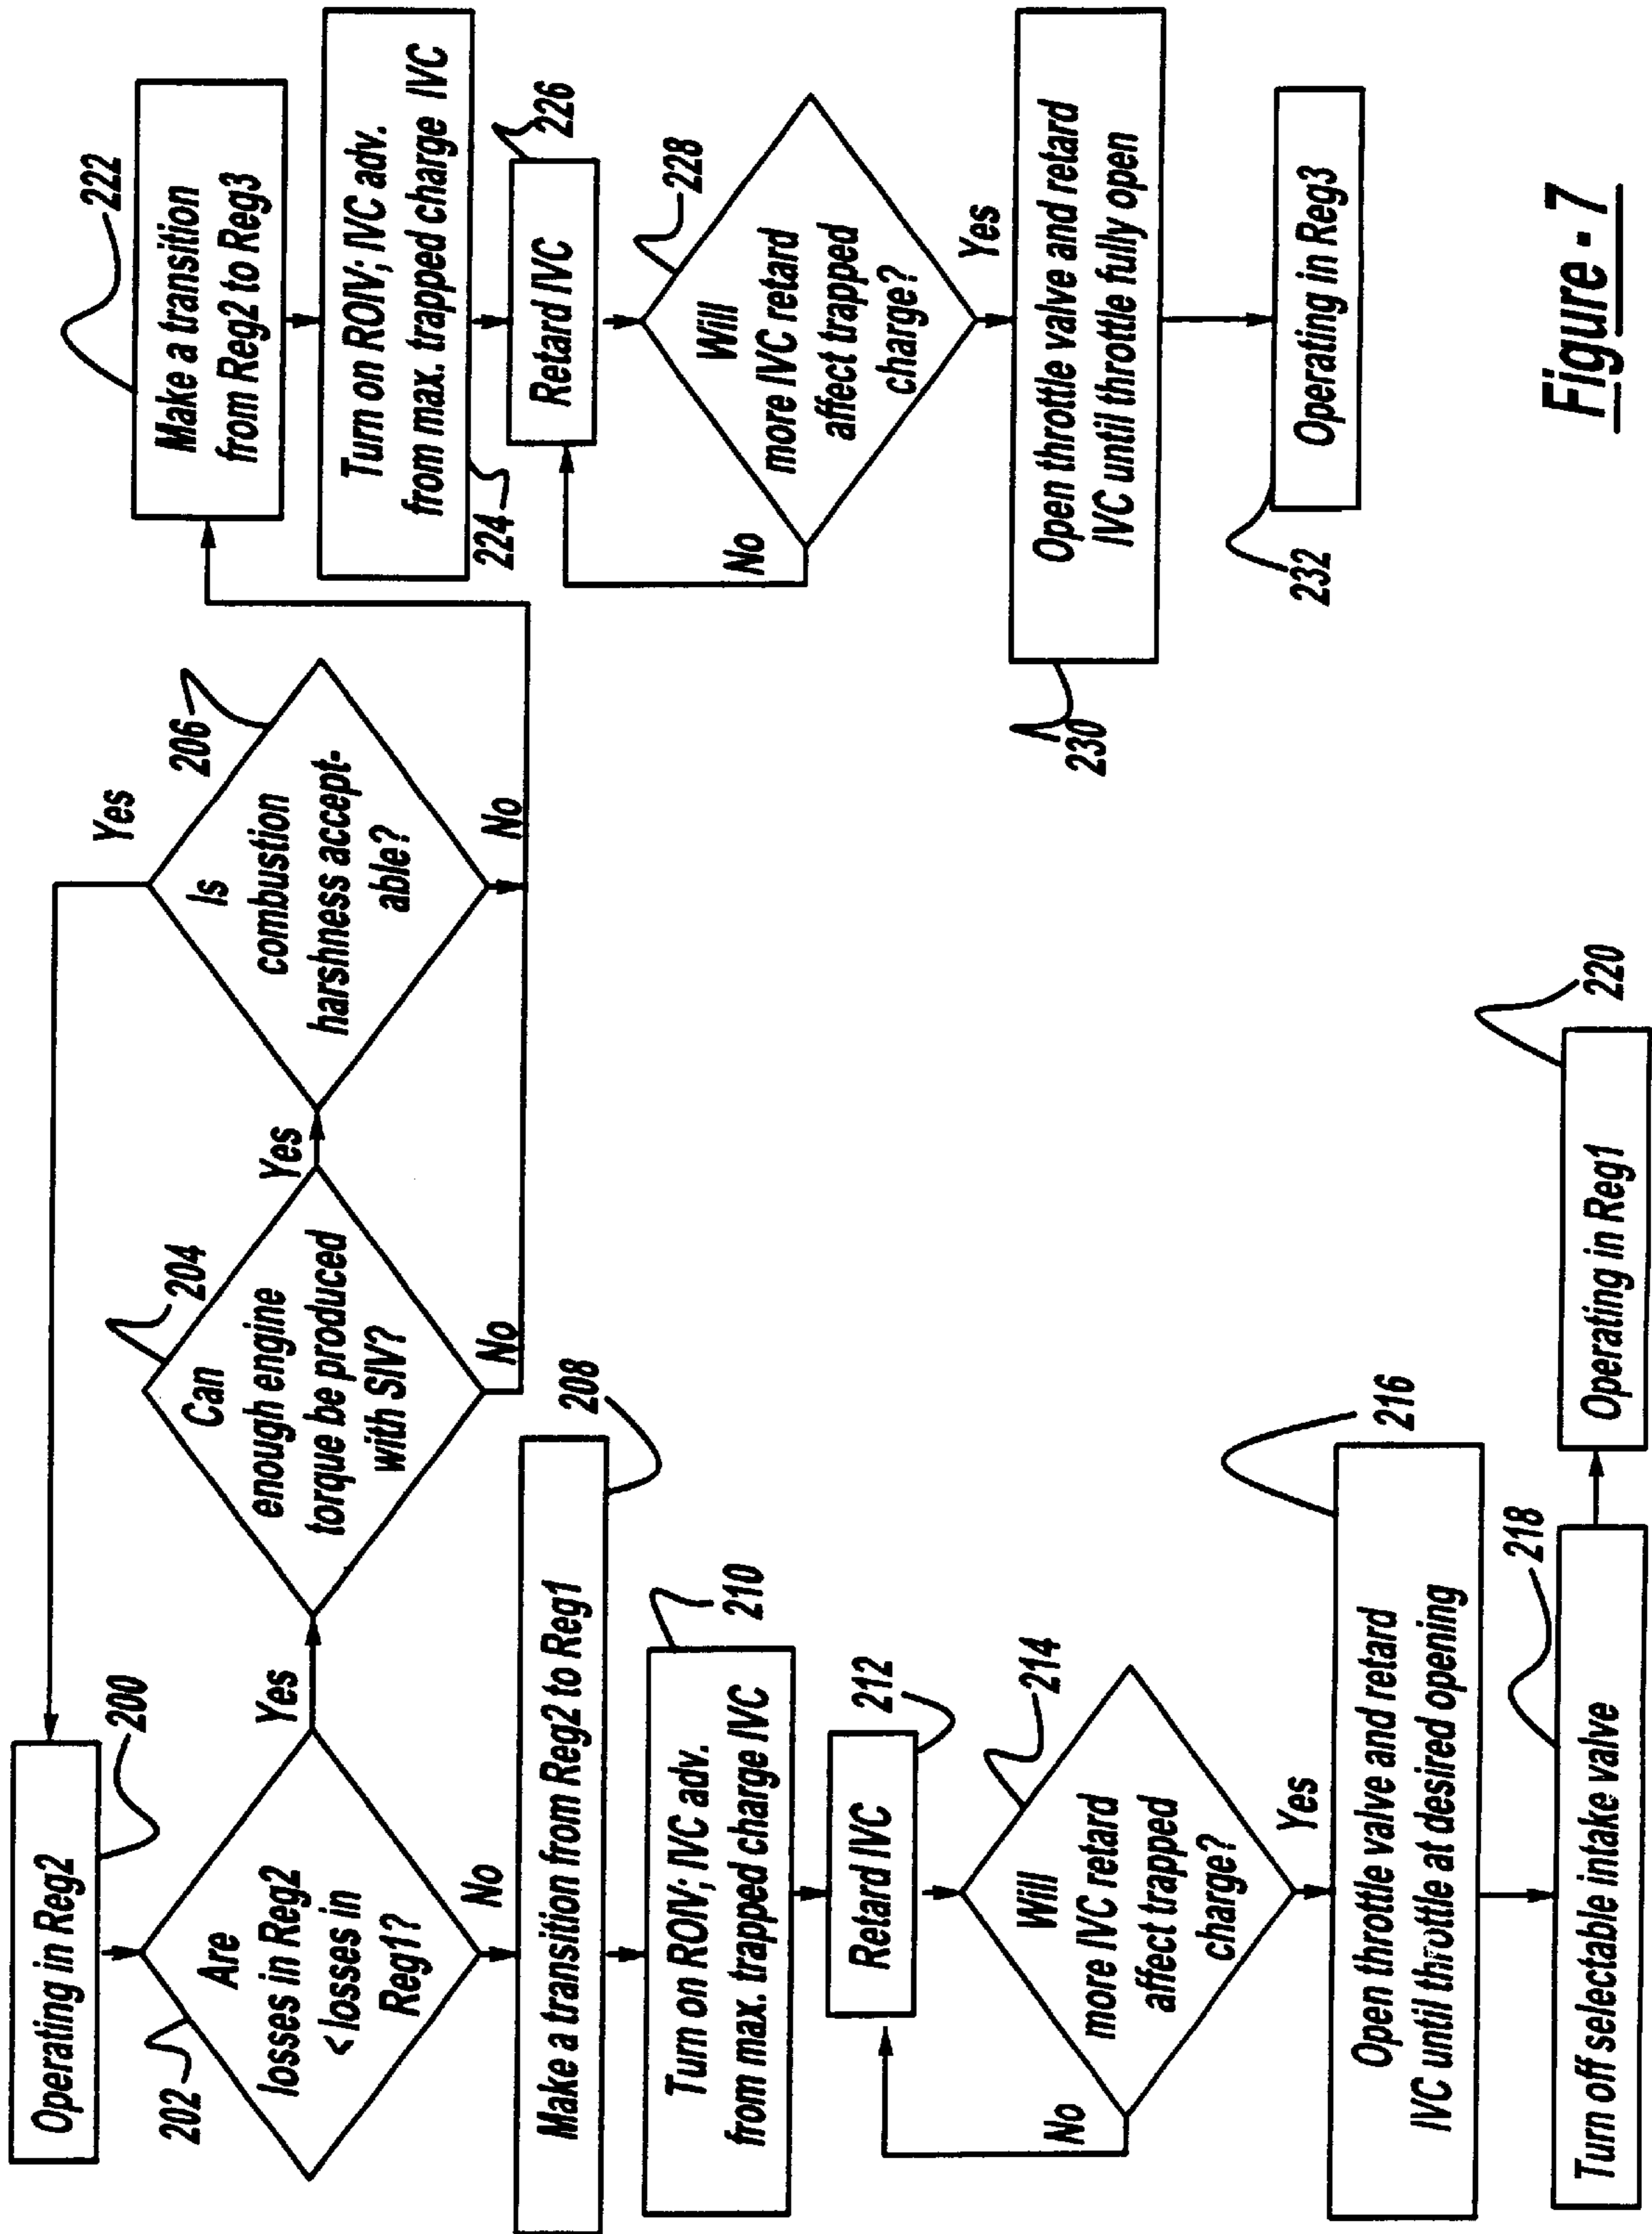 Operating in Reg2
200
Are
losses in Reg2
< losses in
Reg1?
202
Yes
No
Can
enough engine
torque be produced
with SIV?
204
Yes
No
Is
combustion
harshness accept-
able?
206
Yes
No
Make a transition from Reg2 to Reg1
208
Turn on ROIV; IVC adv.
from max. trapped charge IVC
210
Retard IVC
212
Will
more IVC retard
affect trapped
charge?
214
No
Yes
Open throttle valve and retard
IVC until throttle at desired opening
216
Turn off selectable intake valve
218
Operating in Reg1
220
Make a transition
from Reg2 to Reg3
222
Turn on ROIV; IVC adv.
from max. trapped charge IVC
224
Retard IVC
226
Will
more IVC retard
affect trapped
charge?
228
No
Yes
Open throttle valve and retard
IVC until throttle fully open
230
Operating in Reg3
232
Figure - 7